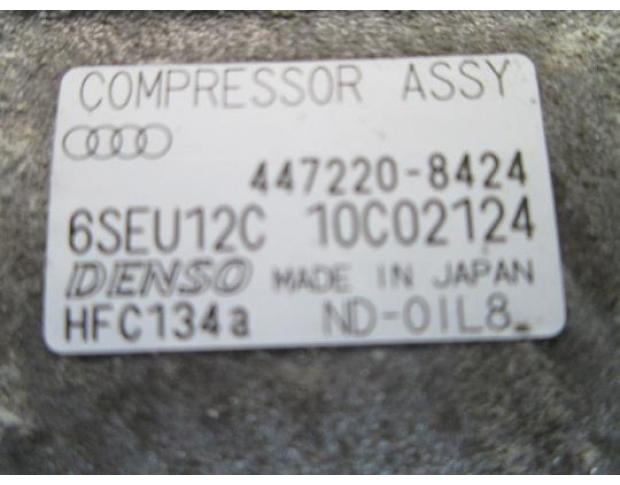 COMPRESSOR ASSY
447220-8424
6SEU12C 10C02124
DENSO MADE IN JAPAN
HFC134a ND-OIL8